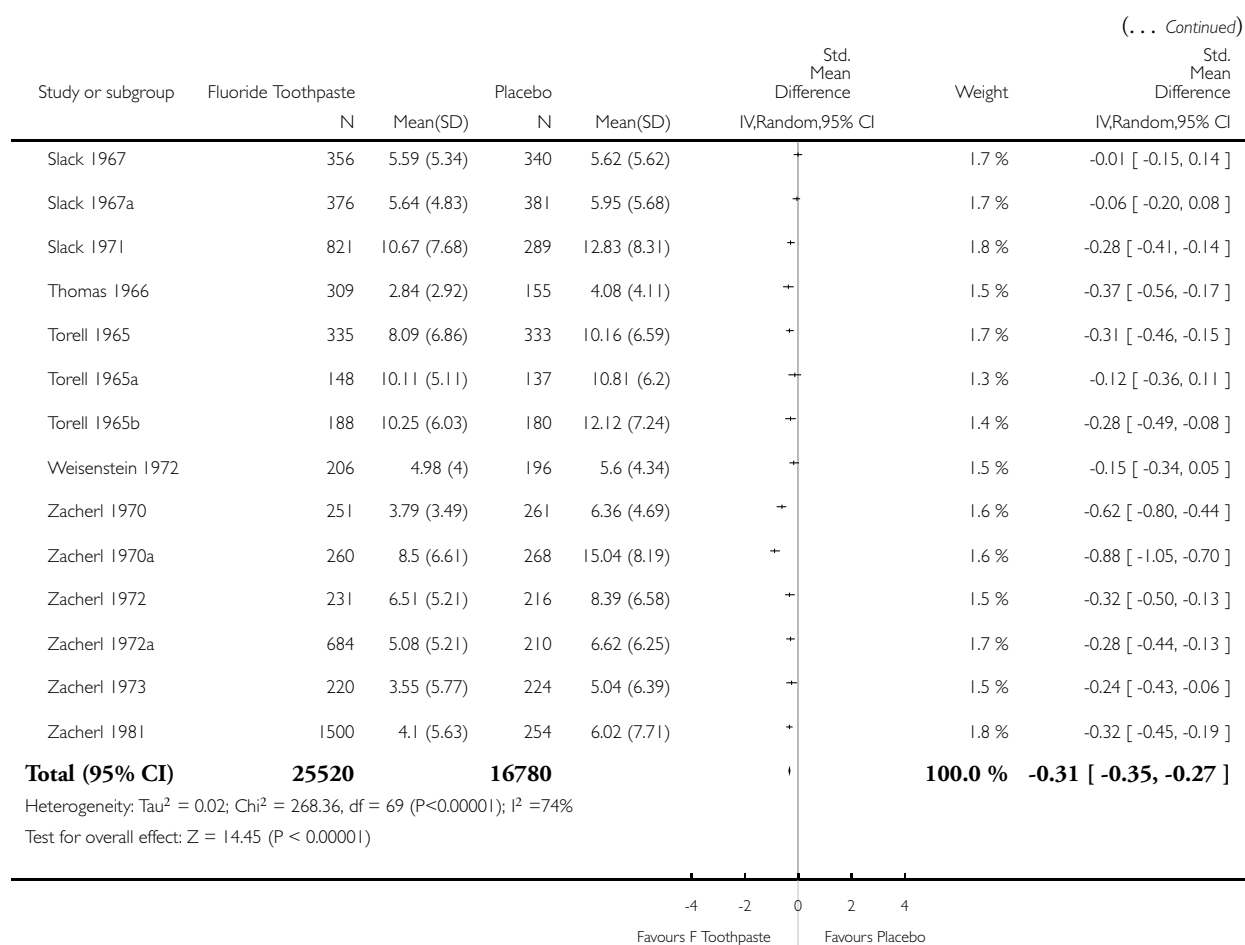 (. . . Continued)
Study or subgroup Fluoride Toothpaste Placebo Std. Mean Difference Weight Std. Mean Difference
N Mean(SD) N Mean(SD) IV,Random,95% CI IV,Random,95% CI
Slack 1967 356 5.59 (5.34) 340 5.62 (5.62) 1.7 % -0.01 [ -0.15, 0.14 ]
Slack 1967a 376 5.64 (4.83) 381 5.95 (5.68) 1.7 % -0.06 [ -0.20, 0.08 ]
Slack 1971 821 10.67 (7.68) 289 12.83 (8.31) 1.8 % -0.28 [ -0.41, -0.14 ]
Thomas 1966 309 2.84 (2.92) 155 4.08 (4.11) 1.5 % -0.37 [ -0.56, -0.17 ]
Torell 1965 335 8.09 (6.86) 333 10.16 (6.59) 1.7 % -0.31 [ -0.46, -0.15 ]
Torell 1965a 148 10.11 (5.11) 137 10.81 (6.2) 1.3 % -0.12 [ -0.36, 0.11 ]
Torell 1965b 188 10.25 (6.03) 180 12.12 (7.24) 1.4 % -0.28 [ -0.49, -0.08 ]
Weisenstein 1972 206 4.98 (4) 196 5.6 (4.34) 1.5 % -0.15 [ -0.34, 0.05 ]
Zacherl 1970 251 3.79 (3.49) 261 6.36 (4.69) 1.6 % -0.62 [ -0.80, -0.44 ]
Zacherl 1970a 260 8.5 (6.61) 268 15.04 (8.19) 1.6 % -0.88 [ -1.05, -0.70 ]
Zacherl 1972 231 6.51 (5.21) 216 8.39 (6.58) 1.5 % -0.32 [ -0.50, -0.13 ]
Zacherl 1972a 684 5.08 (5.21) 210 6.62 (6.25) 1.7 % -0.28 [ -0.44, -0.13 ]
Zacherl 1973 220 3.55 (5.77) 224 5.04 (6.39) 1.5 % -0.24 [ -0.43, -0.06 ]
Zacherl 1981 1500 4.1 (5.63) 254 6.02 (7.71) 1.8 % -0.32 [ -0.45, -0.19 ]
Total (95% CI) 25520 16780 100.0 % -0.31 [ -0.35, -0.27 ]
Heterogeneity: Tau² = 0.02; Chi² = 268.36, df = 69 (P<0.00001); I² =74%
Test for overall effect: Z = 14.45 (P < 0.00001)
-4 -2 0 2 4
Favours F Toothpaste Favours Placebo